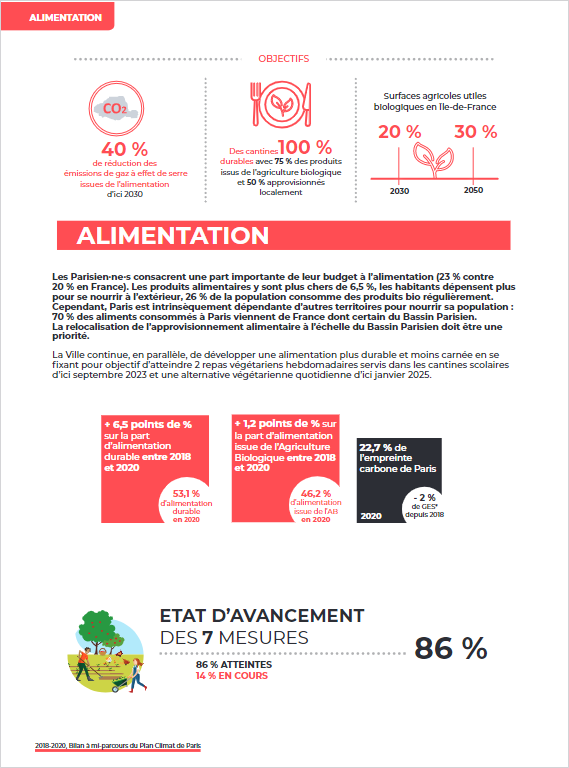 ALIMENTATION
OBJECTIFS
CO2
40 %
de réduction des
émissions de gaz à effet de serre
issues de l'alimentation
d'ici 2030
Des cantines 100 %
durables avec 75 % des produits
issus de l'agriculture biologique
et 50 % approvisionnés
localement
Surfaces agricoles utiles
biologiques en Ile-de-France
20 %
30 %
2030
2050
ALIMENTATION
Les Parisien·ne·s consacrent une part importante de leur budget à l'alimentation (23 % contre
20 % en France). Les produits alimentaires y sont plus chers de 6,5 %, les habitants dépensent plus
pour se nourrir à l'extérieur, 26 % de la population consomme des produits bio régulièrement.
Cependant, Paris est intrinsèquement dépendante d'autres territoires pour nourrir sa population :
70 % des aliments consommés à Paris viennent de France dont certain du Bassin Parisien.
La relocalisation de l'approvisionnement alimentaire à l'échelle du Bassin Parisien doit être une
priorité.
La Ville continue, en parallèle, de développer une alimentation plus durable et moins carnée en se
fixant pour objectif d'atteindre 2 repas végétariens hebdomadaires servis dans les cantines scolaires
d'ici septembre 2023 et une alternative végétarienne quotidienne d'ici janvier 2025.
+ 6,5 points de %
sur la part
d'alimentation
durable entre 2018
et 2020
53,1 %
d'alimentation
durable
en 2020
+ 1,2 points de % sur
la part d'alimentation
issue de l'Agriculture
Biologique entre 2018
et 2020
46,2 %
d'alimentation
issue de l'AB
en 2020
22,7 % de
l'empreinte
carbone de Paris
2020
- 2 %
de GES*
depuis 2018
ETAT D'AVANCEMENT
DES 7 MESURES
86 % ATTEINTES
14 % EN COURS
86 %
2018-2020, Bilan à mi-parcours du Plan Climat de Paris